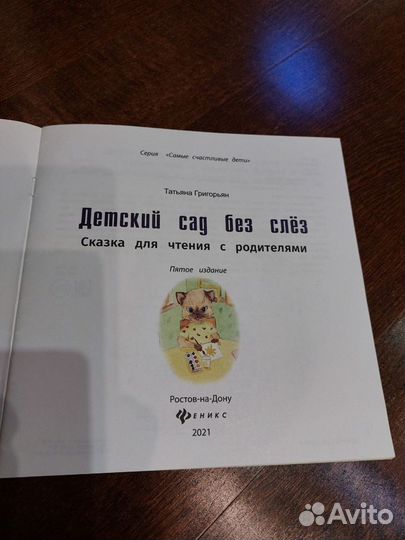 Серия «Самые счастливые дети»
Татьяна Григорьян
Детский сад без слёз
Сказка для чтения с родителями
Пятое издание
Ростов-на-Дону
ФЕНИКС
2021
Avito